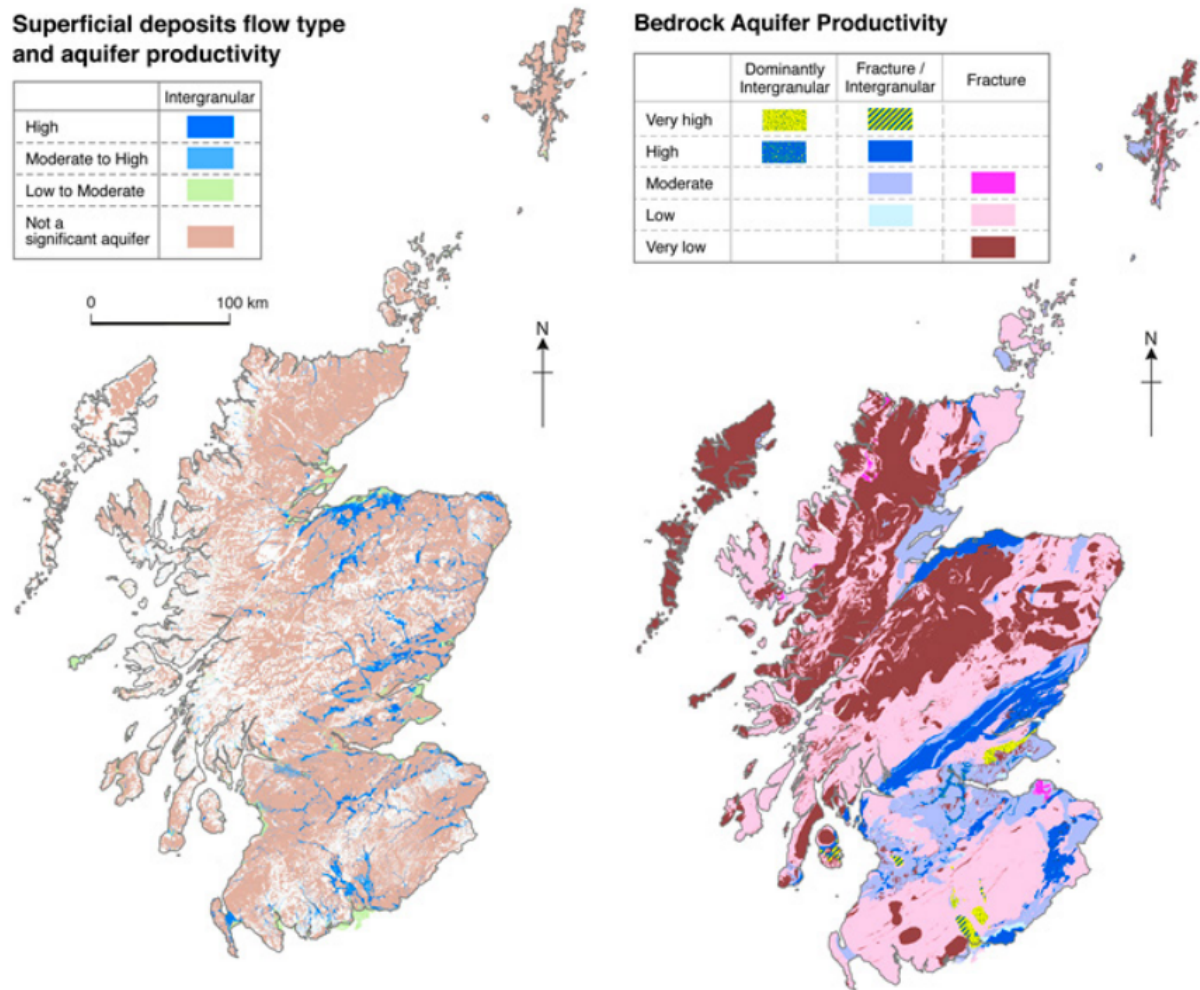 Superficial deposits flow type
and aquifer productivity
Intergranular
High
Moderate to High
Low to Moderate
Not a
significant aquifer
0 100 km
N
Bedrock Aquifer Productivity
Dominantly
Intergranular
Fracture /
Intergranular
Fracture
Very high
High
Moderate
Low
Very low
N